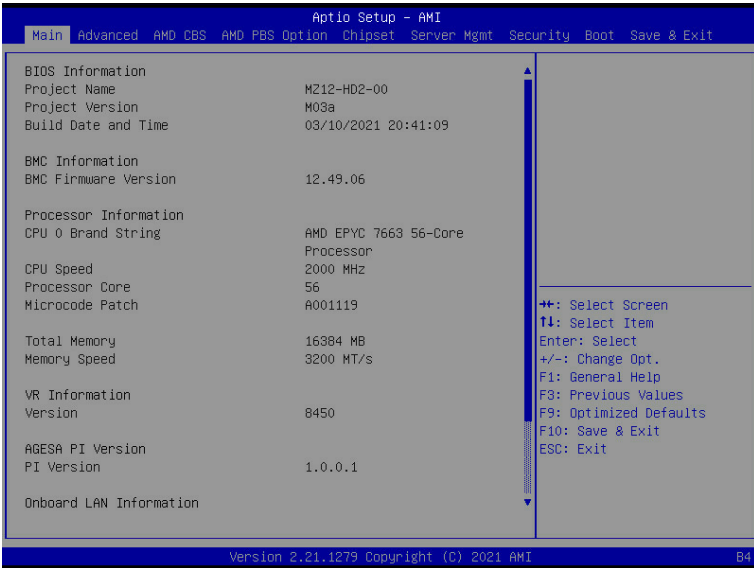 Aptio Setup - AMI
Main Advanced AMD CBS AMD PBS Option Chipset Server Mgmt Security Boot Save & Exit
BIOS Information
Project Name MZ12-HD2-00
Project Version M03a
Build Date and Time 03/10/2021 20:41:09
BMC Information
BMC Firmware Version 12.49.06
Processor Information
CPU 0 Brand String AMD EPYC 7663 56-Core
Processor
CPU Speed 2000 MHz
Processor Core 56
Microcode Patch A001119
Total Memory 16384 MB
Memory Speed 3200 MT/s
VR Information
Version 8450
AGESA PI Version
PI Version 1.0.0.1
Onboard LAN Information
→←: Select Screen
↑↓: Select Item
Enter: Select
+/-: Change Opt.
F1: General Help
F3: Previous Values
F9: Optimized Defaults
F10: Save & Exit
ESC: Exit
Version 2.21.1279 Copyright (C) 2021 AMI
B4